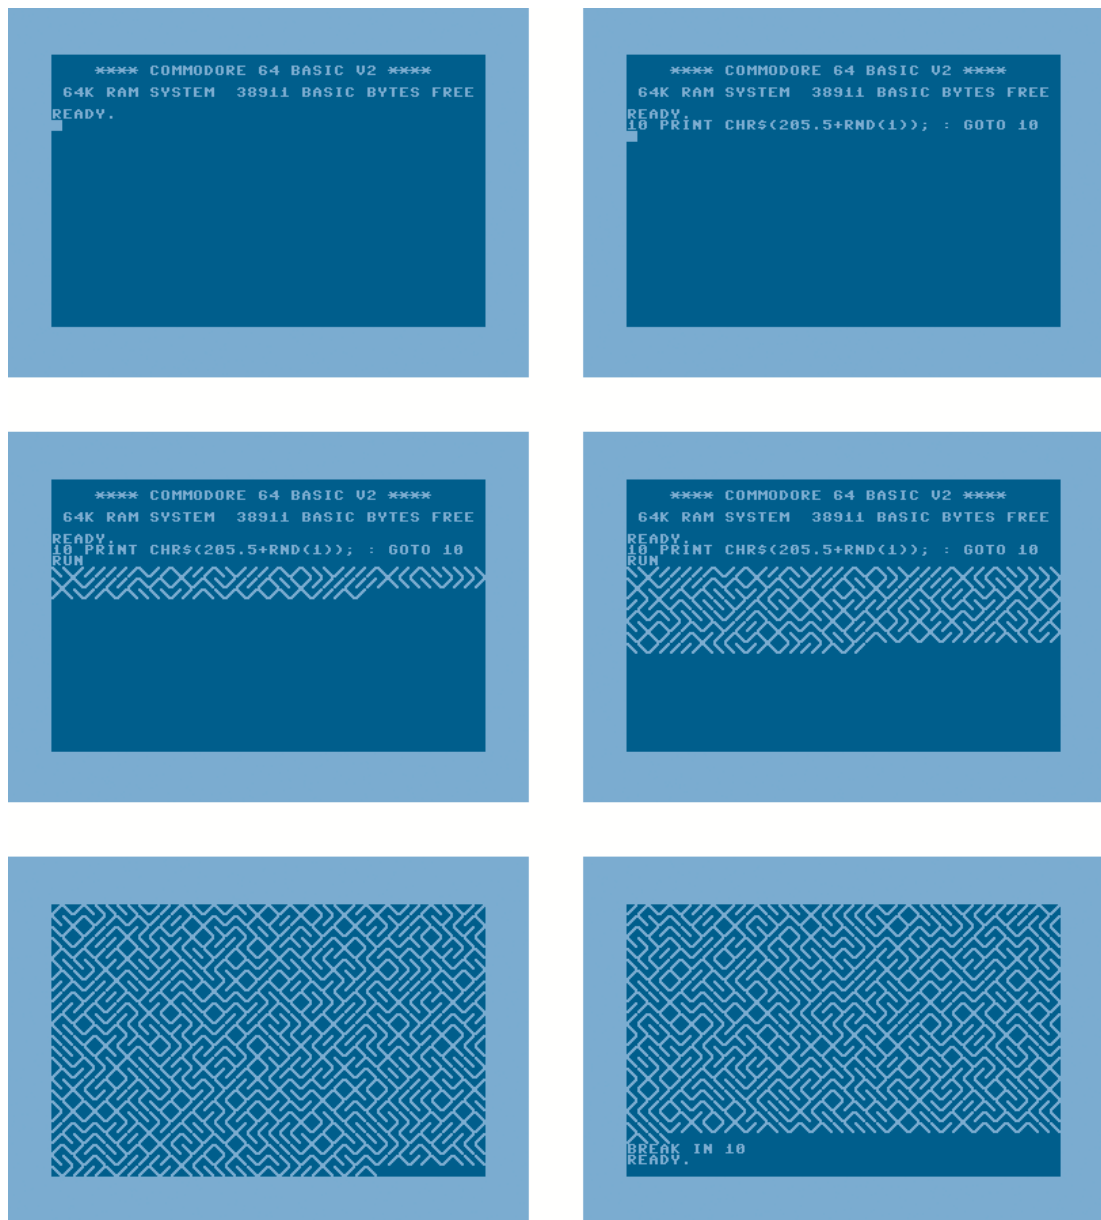 **** COMMODORE 64 BASIC V2 ****
64K RAM SYSTEM  38911 BASIC BYTES FREE
READY.
**** COMMODORE 64 BASIC V2 ****
64K RAM SYSTEM  38911 BASIC BYTES FREE
READY.
10 PRINT CHR$(205.5+RND(1)); : GOTO 10
**** COMMODORE 64 BASIC V2 ****
64K RAM SYSTEM  38911 BASIC BYTES FREE
READY.
10 PRINT CHR$(205.5+RND(1)); : GOTO 10
RUN
**** COMMODORE 64 BASIC V2 ****
64K RAM SYSTEM  38911 BASIC BYTES FREE
READY.
10 PRINT CHR$(205.5+RND(1)); : GOTO 10
RUN
BREAK IN 10
READY.